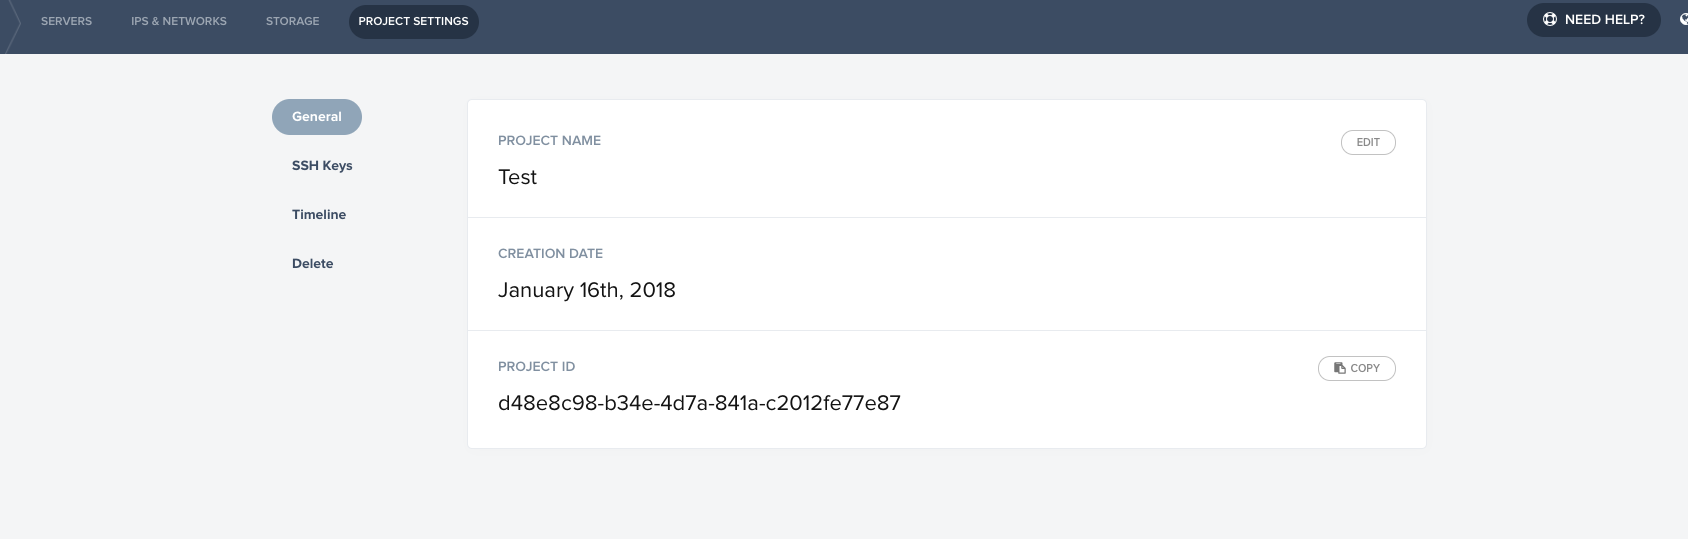 SERVERS
IPS & NETWORKS
STORAGE
PROJECT SETTINGS
NEED HELP?
General
SSH Keys
Timeline
Delete
PROJECT NAME
EDIT
Test
CREATION DATE
January 16th, 2018
PROJECT ID
COPY
d48e8c98-b34e-4d7a-841a-c2012fe77e87